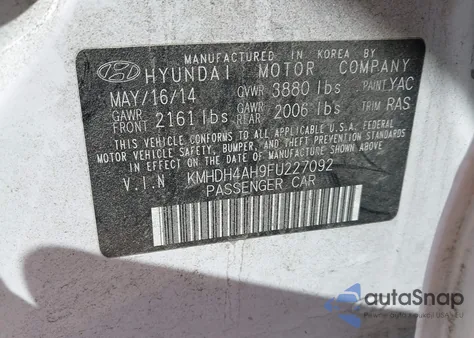 MANUFACTURED IN KOREA BY
HYUNDAI MOTOR COMPANY
MAY/16/14 GVWR 3880 lbs PAINT YAC
GAWR FRONT 2161 lbs GAWR REAR 2006 lbs TRIM RAS
THIS VEHICLE CONFORMS TO ALL APPLICABLE U.S.A. FEDERAL
MOTOR VEHICLE SAFETY, BUMPER, AND THEFT PREVENTION STANDARDS
IN EFFECT ON THE DATE OF MANUFACTURE SHOWN ABOVE.
V.I.N KMHDH4AH9FU227092
PASSENGER CAR
autoSnap